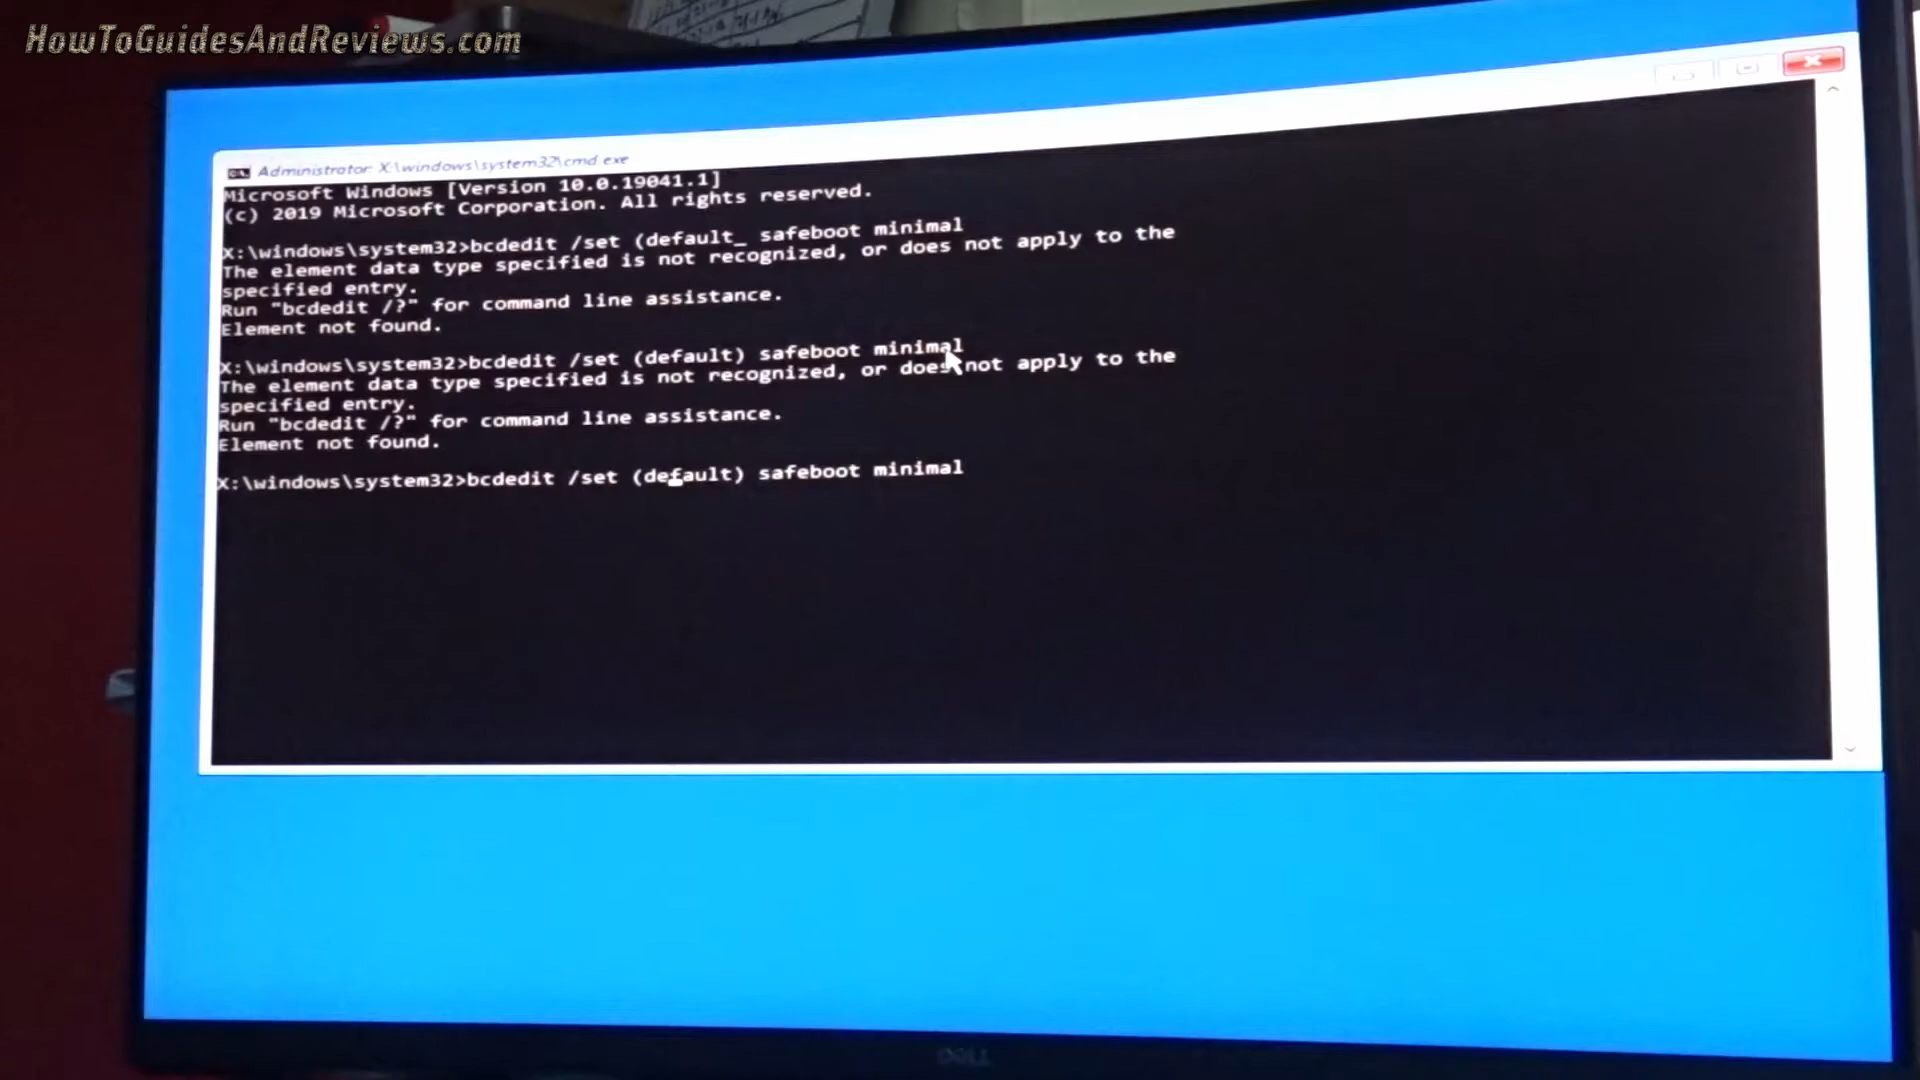 HowToGuidesAndReviews.com
Administrator: X:\windows\system32\cmd.exe
Microsoft Windows [Version 10.0.19041.1]
(c) 2019 Microsoft Corporation. All rights reserved.
X:\windows\system32>bcdedit /set (default_ safeboot minimal
The element data type specified is not recognized, or does not apply to the
specified entry.
Run "bcdedit /?" for command line assistance.
Element not found.
X:\windows\system32>bcdedit /set (default) safeboot minimal
The element data type specified is not recognized, or does not apply to the
specified entry.
Run "bcdedit /?" for command line assistance.
Element not found.
X:\windows\system32>bcdedit /set (default) safeboot minimal
DELL